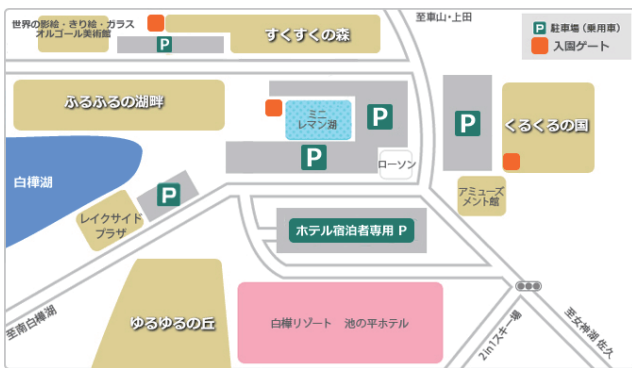 世界の影絵・きり絵・ガラス
オルゴール美術館
P
すくすくの森
至車山・上田
P 駐車場（乗用車）
入園ゲート
ふるふるの湖畔
ミニ
レマン湖
P
P
P
くるくるの国
ローソン
白樺湖
P
レイクサイド
プラザ
アミューズ
メント館
ホテル宿泊者専用 P
至南白樺湖
ゆるゆるの丘
白樺リゾート 池の平ホテル
2in1スキー場
至女神湖 佐久